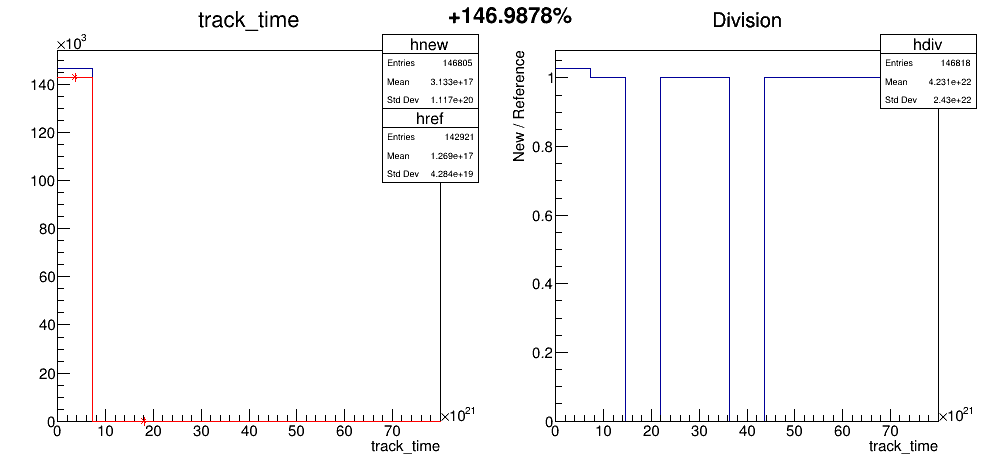 track_time
+146.9878%
Division
×10³
hnew
Entries 146805
Mean 3.133e+17
Std Dev 1.117e+20
href
Entries 142921
Mean 1.269e+17
Std Dev 4.284e+19
140
120
100
80
60
40
20
0
0 10 20 30 40 50 60 70
×10²¹
track_time
New / Reference
hdiv
Entries 146818
Mean 4.231e+22
Std Dev 2.43e+22
1
0.8
0.6
0.4
0.2
0
0 10 20 30 40 50 60 70
×10²¹
track_time